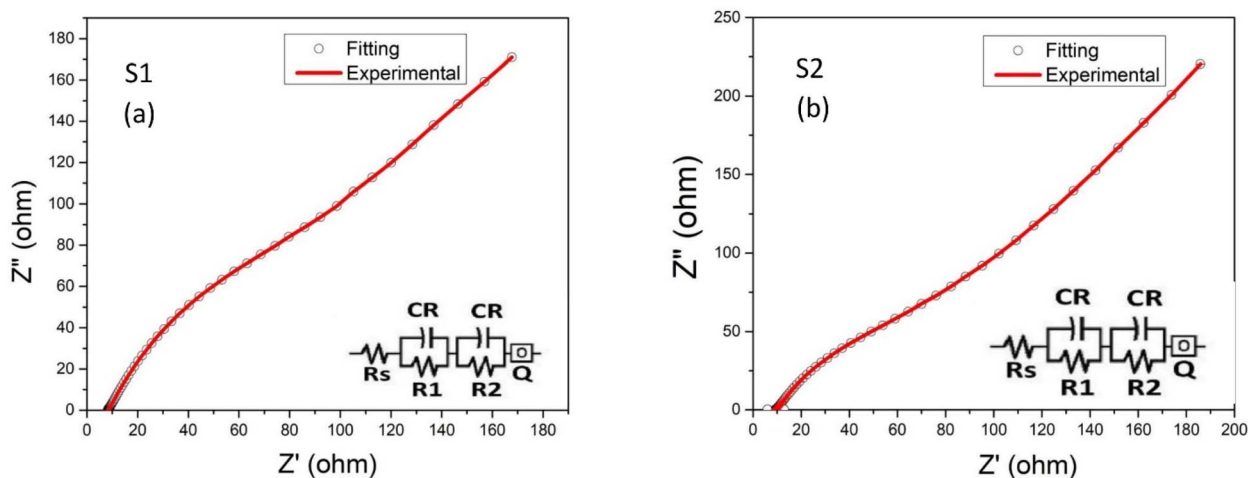 S1
(a)
Fitting
Experimental
180
160
140
120
100
80
60
40
20
0
Z" (ohm)
CR CR
Rs R1 R2 Q
0 20 40 60 80 100 120 140 160 180
Z' (ohm)
S2
(b)
Fitting
Experimental
250
200
150
100
50
0
Z" (ohm)
CR CR
Rs R1 R2 Q
0 20 40 60 80 100 120 140 160 180 200
Z' (ohm)